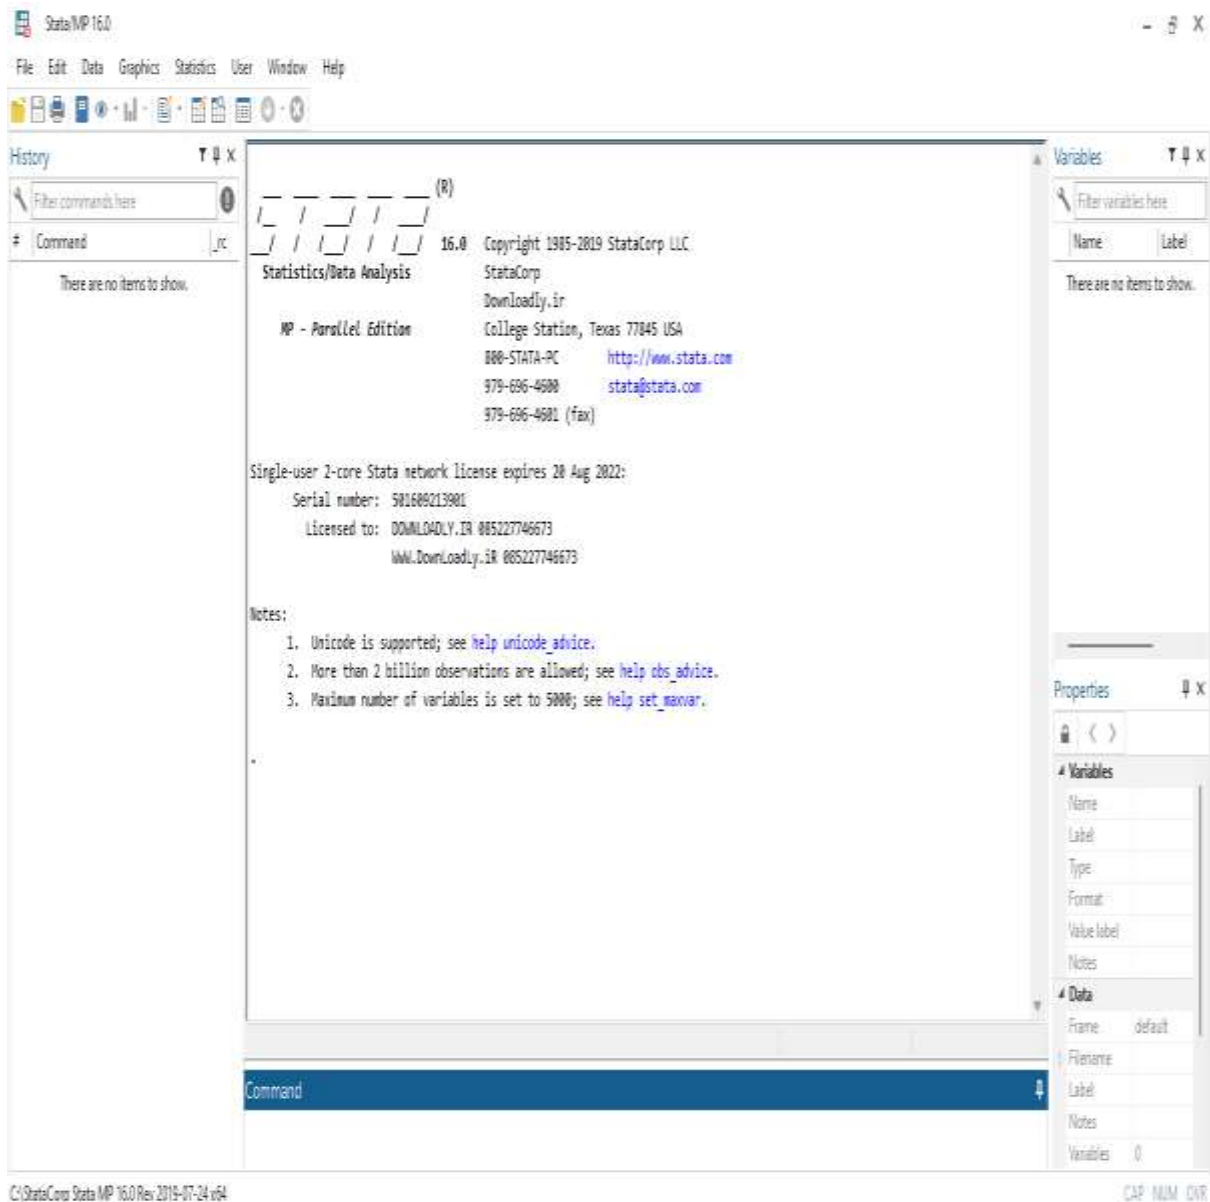 Stata/MP 16.0
File Edit Data Graphics Statistics User Window Help
History
Filter commands here
# Command _rc
There are no items to show.
(R)
16.0 Copyright 1985-2019 StataCorp LLC
Statistics/Data Analysis StataCorp
Downloadly.ir
MP - Parallel Edition College Station, Texas 77845 USA
800-STATA-PC http://www.stata.com
979-696-4600 stata@stata.com
979-696-4601 (fax)
Single-user 2-core Stata network license expires 20 Aug 2022:
Serial number: 501609213901
Licensed to: DOWNLOADLY.IR 085227746673
WwW.DownLoadLy.iR 085227746673
Notes:
1. Unicode is supported; see help unicode_advice.
2. More than 2 billion observations are allowed; see help obs_advice.
3. Maximum number of variables is set to 5000; see help set_maxvar.
.
Command
Variables
Filter variables here
Name Label
There are no items to show.
Properties
Variables
Name
Label
Type
Format
Value label
Notes
Data
Frame default
Filename
Label
Notes
Variables 0
C:\StataCorp Stata MP 16.0 Rev 2019-07-24 x64
CAP NUM OVR